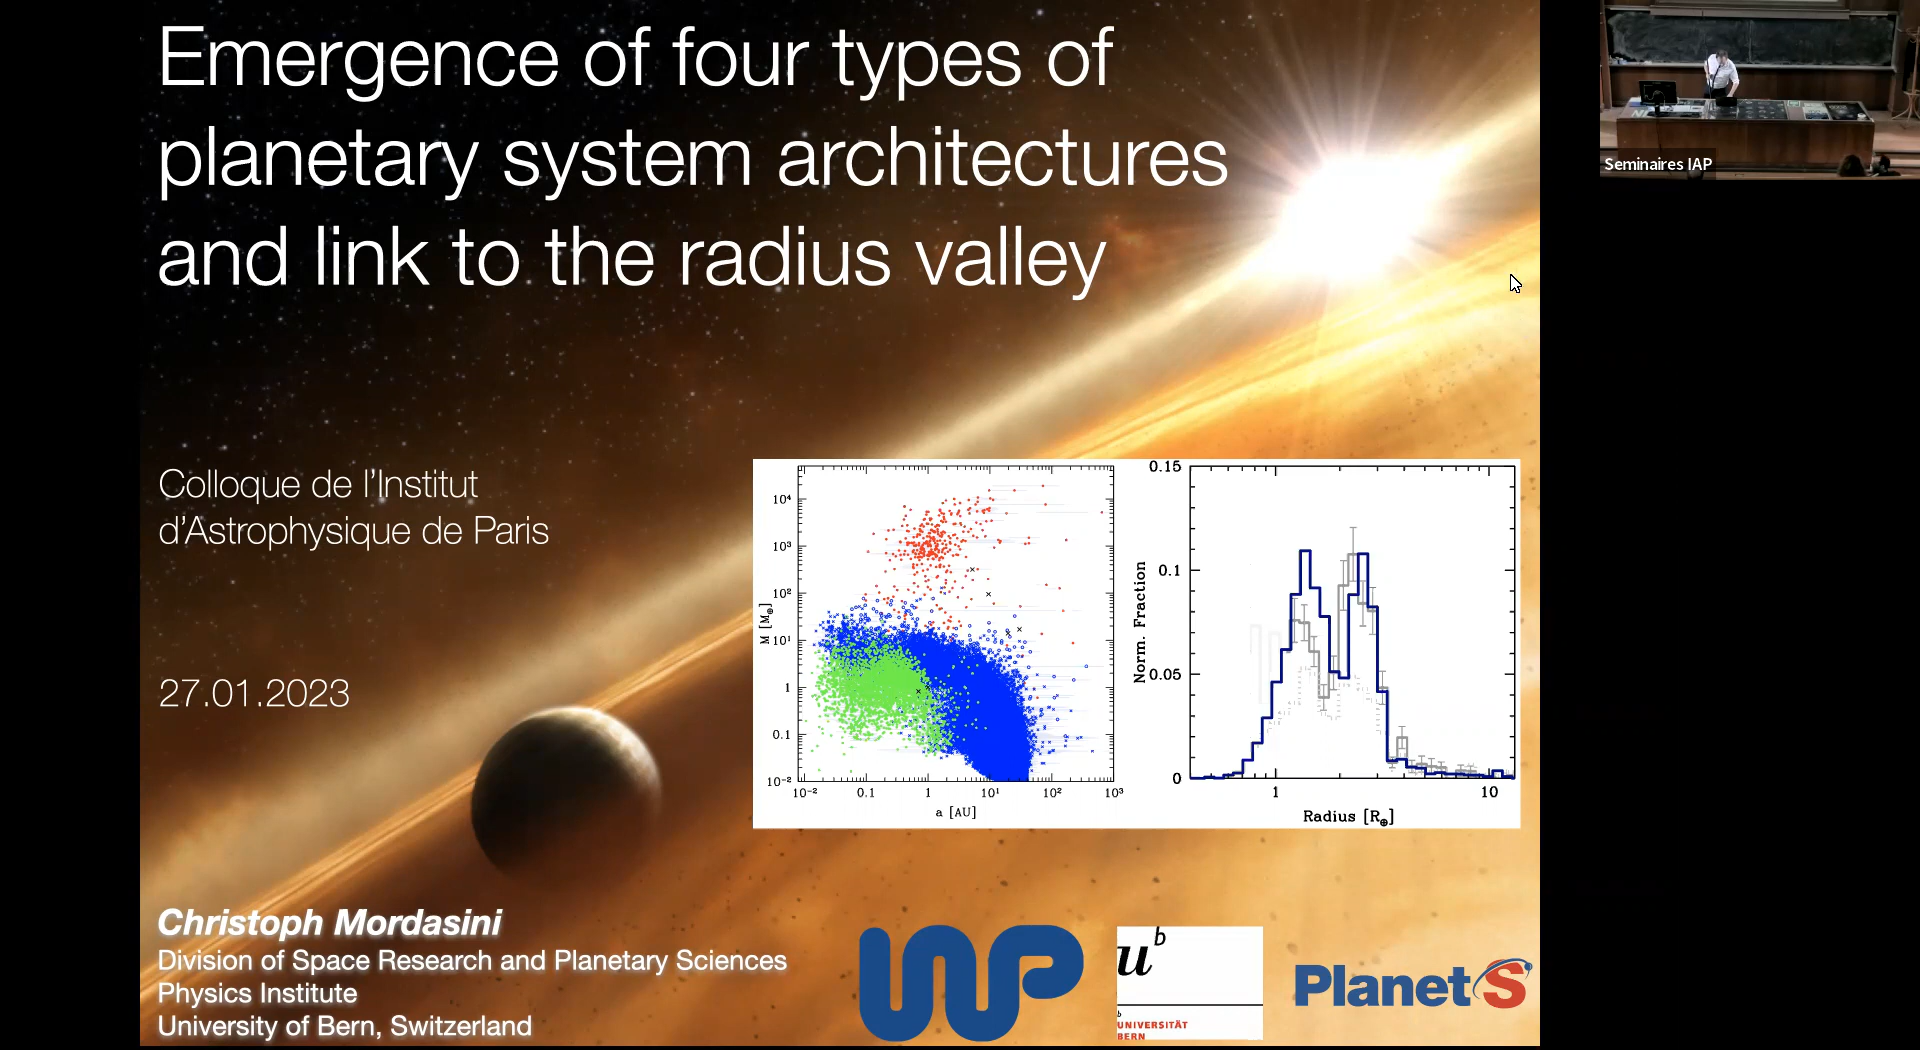 Emergence of four types of
planetary system architectures
and link to the radius valley
Seminaires IAP
Colloque de l'Institut
d'Astrophysique de Paris
27.01.2023
10⁴
10³
10²
10¹
1
0.1
10⁻²
M [M⊕]
10⁻² 0.1 1 10¹ 10² 10³
a [AU]
0.15
0.1
0.05
0
Norm. Fraction
1 10
Radius [R⊕]
Christoph Mordasini
Division of Space Research and Planetary Sciences
Physics Institute
University of Bern, Switzerland
u^b
b
UNIVERSITÄT
BERN
PlanetS